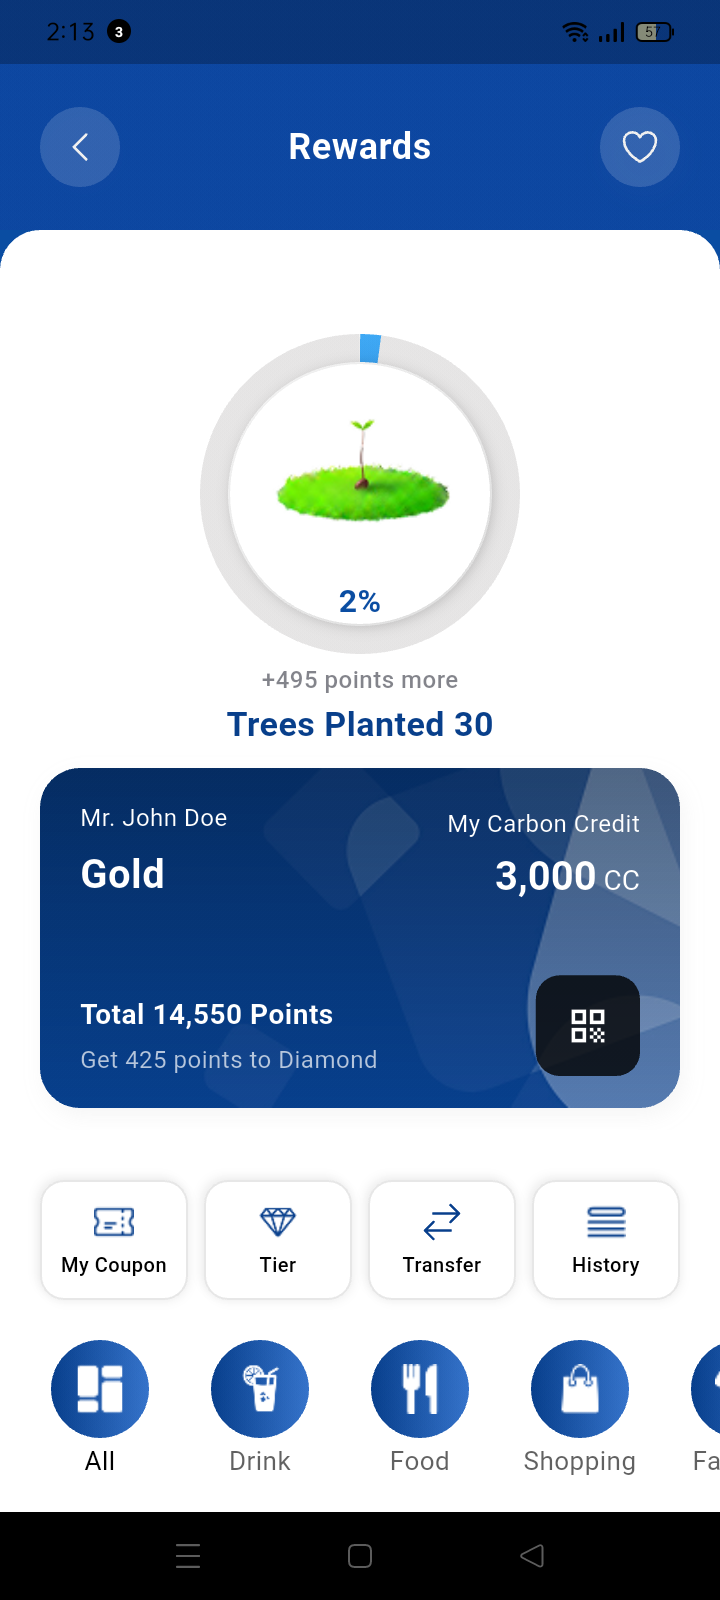 2:13 3 57
Rewards
2%
+495 points more
Trees Planted 30
Mr. John Doe
My Carbon Credit
Gold
3,000 CC
Total 14,550 Points
Get 425 points to Diamond
My Coupon
Tier
Transfer
History
All
Drink
Food
Shopping
Fa